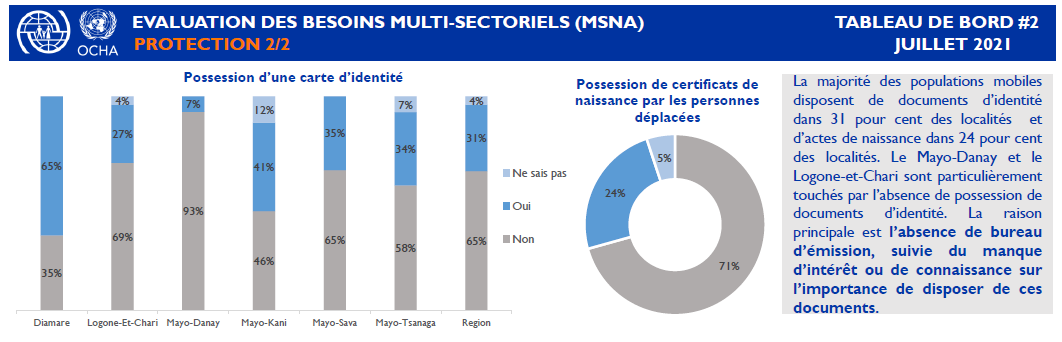 EVALUATION DES BESOINS MULTI-SECTORIELS (MSNA)
PROTECTION 2/2
TABLEAU DE BORD #2
JUILLET 2021
OCHA
Possession d'une carte d'identité
4%
7%
12%
7%
4%
65%
27%
41%
35%
34%
31%
35%
69%
93%
46%
65%
58%
65%
Diamare
Logone-Et-Chari
Mayo-Danay
Mayo-Kani
Mayo-Sava
Mayo-Tsanaga
Region
Ne sais pas
Oui
Non
Possession de certificats de
naissance par les personnes
déplacées
5%
24%
71%
La majorité des populations mobiles
disposent de documents d'identité
dans 31 pour cent des localités et
d'actes de naissance dans 24 pour cent
des localités. Le Mayo-Danay et le
Logone-et-Chari sont particulièrement
touchés par l'absence de possession de
documents d'identité. La raison
principale est l'absence de bureau
d'émission, suivie du manque
d'intérêt ou de connaissance sur
l'importance de disposer de ces
documents.